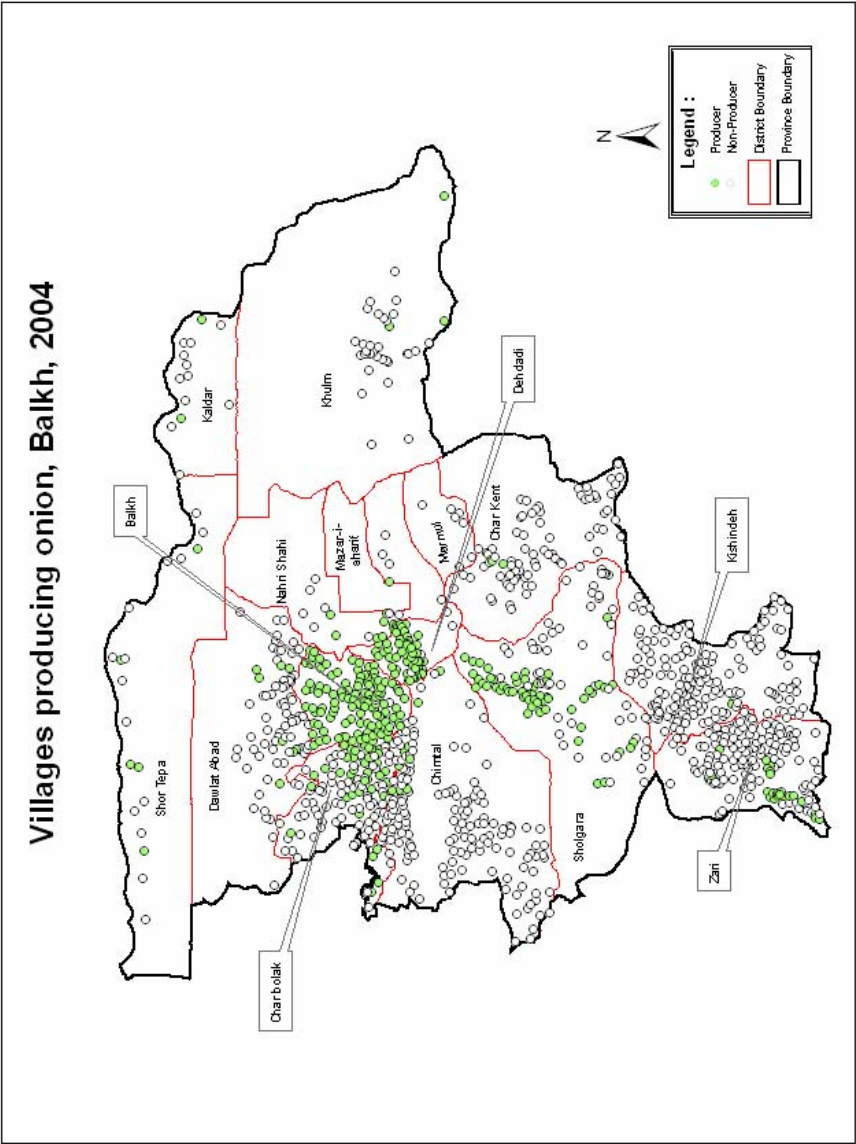 Villages producing onion, Balkh, 2004
Balkh
Kaldar
Shor Tepa
Dawlat Abad
Nahri Shahi
Khulm
Mazar-i-
sharif
Marmul
Dehdadi
Char bolak
Chimtal
Char Kent
Sholgara
Kishindeh
Zari
N
Legend :
Producer
Non-Producer
District Boundary
Province Boundary